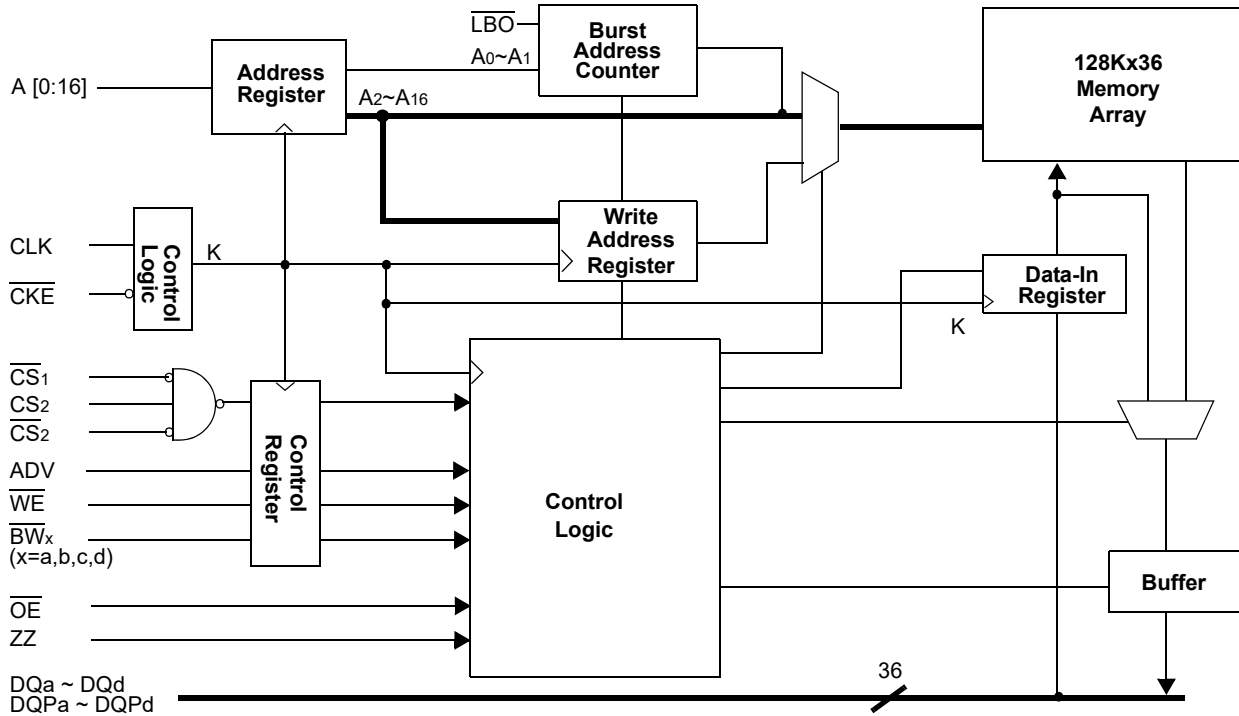 LBO
Burst
Address
Counter
128Kx36
Memory
Array
A [0:16]
Address
Register
A0~A1
A2~A16
Write
Address
Register
CLK
CKE
Control
Logic
K
Data-In
Register
K
CS1
CS2
CS2
ADV
WE
BWx
(x=a,b,c,d)
OE
ZZ
Control
Register
Control
Logic
Buffer
DQa ~ DQd
DQPa ~ DQPd
36